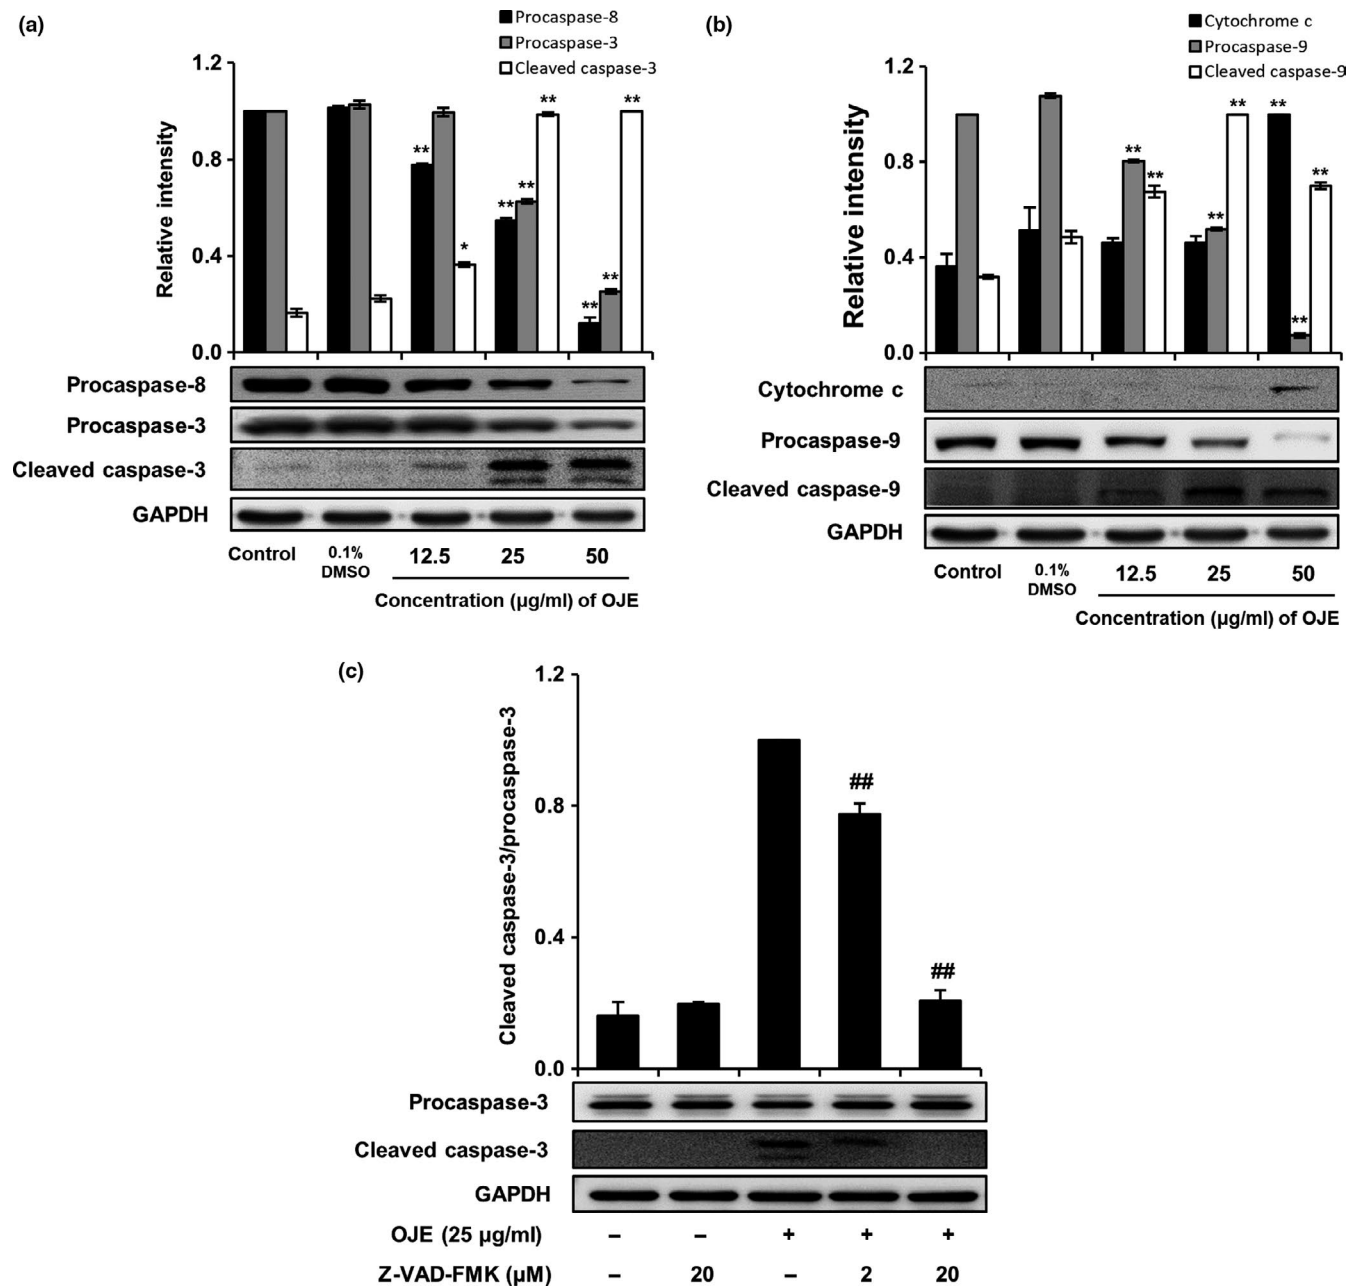 (a)
Procaspase-8
Procaspase-3
Cleaved caspase-3
Relative intensity
1.2
0.8
0.4
0.0
** * ** ** ** ** ** **
Procaspase-8
Procaspase-3
Cleaved caspase-3
GAPDH
Control 0.1% DMSO 12.5 25 50
Concentration (μg/ml) of OJE
(b)
Cytochrome c
Procaspase-9
Cleaved caspase-9
Relative intensity
1.2
0.8
0.4
0.0
** ** ** ** ** ** **
Cytochrome c
Procaspase-9
Cleaved caspase-9
GAPDH
Control 0.1% DMSO 12.5 25 50
Concentration (μg/ml) of OJE
(c)
Cleaved caspase-3/procaspase-3
1.2
0.8
0.4
0.0
##
##
Procaspase-3
Cleaved caspase-3
GAPDH
OJE (25 μg/ml) – – + + +
Z-VAD-FMK (μM) – 20 – 2 20